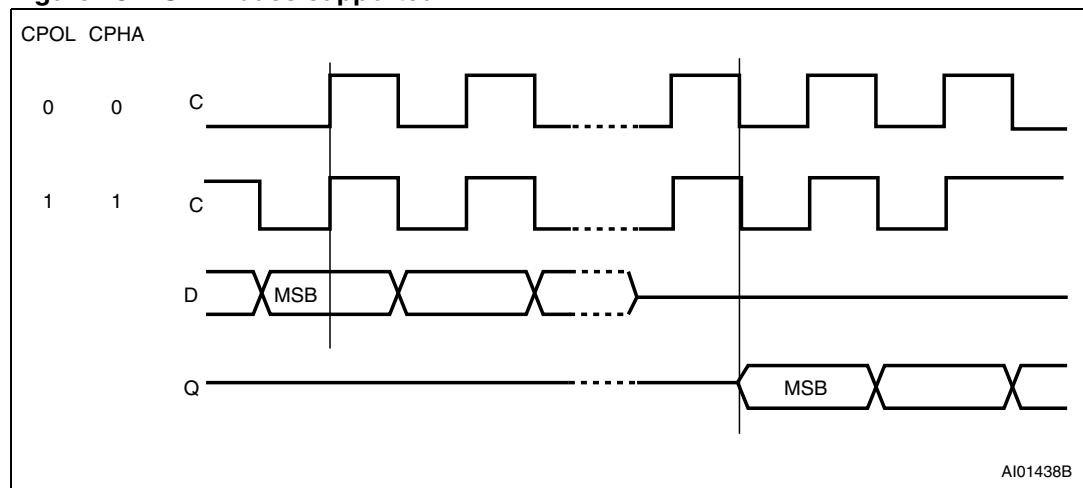 CPOL CPHA
0 0 C
1 1 C
D MSB
Q MSB
AI01438B